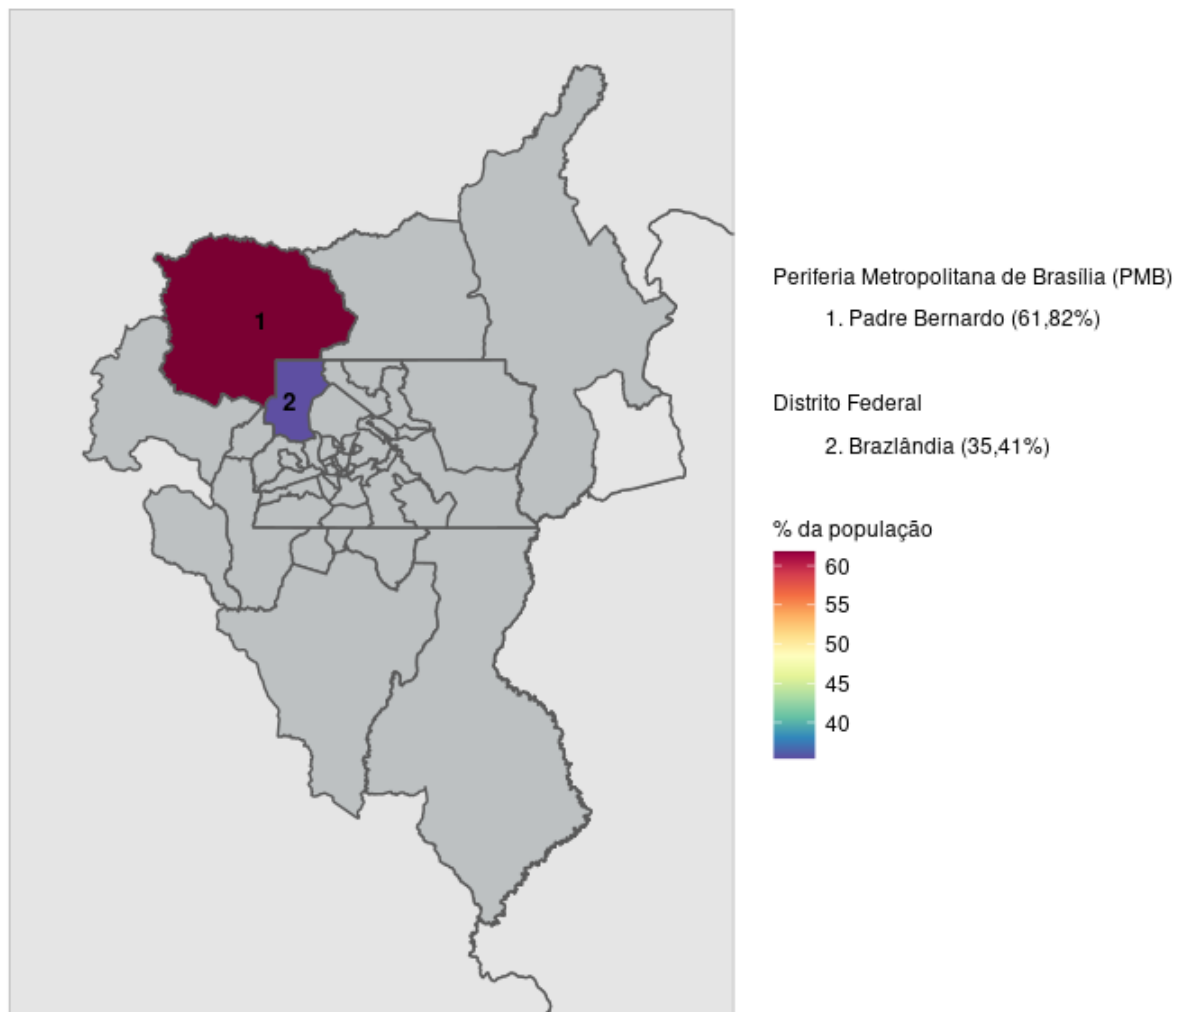 1
2
Periferia Metropolitana de Brasília (PMB)
1. Padre Bernardo (61,82%)
Distrito Federal
2. Brazlândia (35,41%)
% da população
60
55
50
45
40